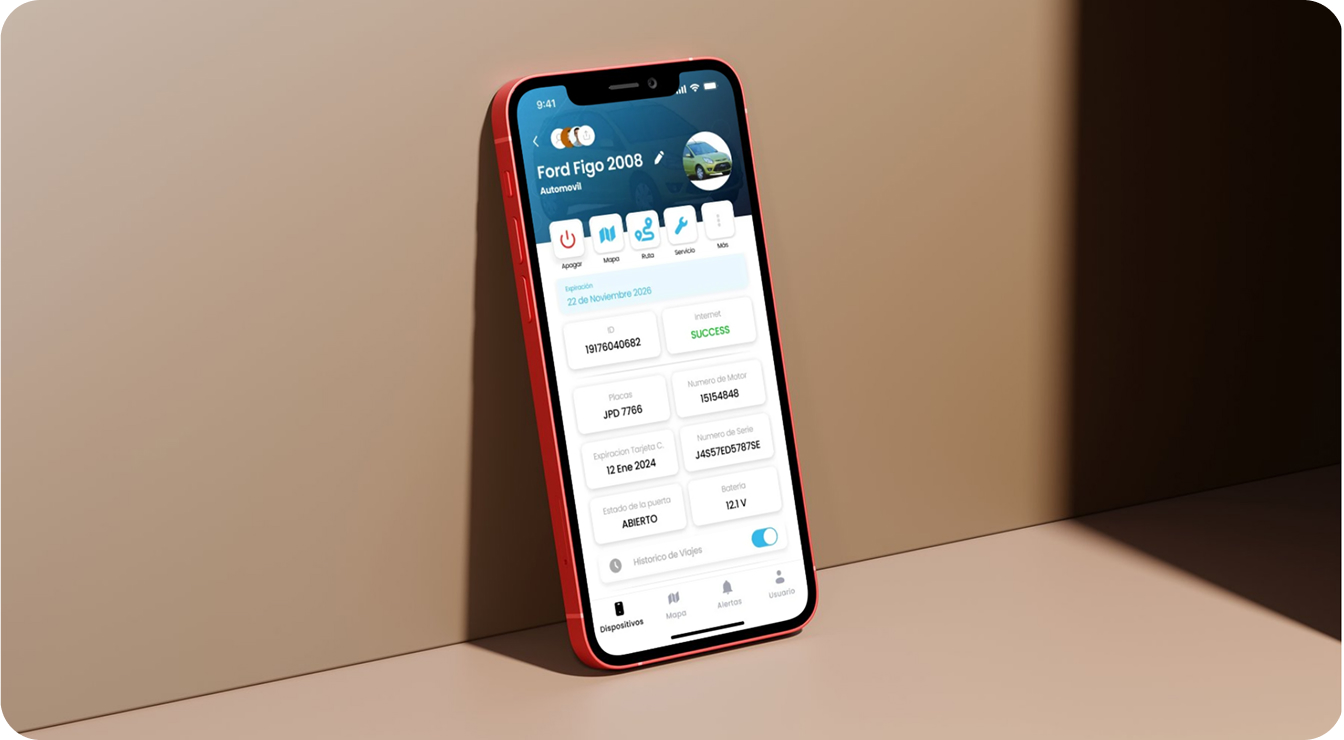 9:41
Ford Figo 2008
Automovil
Apagar
Mapa
Ruta
Servicio
Más
Expiración
22 de Noviembre 2026
ID
19176040682
Internet
SUCCESS
Placas
JPD 7766
Numero de Motor
15154848
Expiracion Tarjeta C.
12 Ene 2024
Numero de Serie
J4S57ED5787SE
Estado de la puerta
ABIERTO
Bateria
12.1 V
Historico de Viajes
Dispositivos
Mapa
Alertas
Usuario